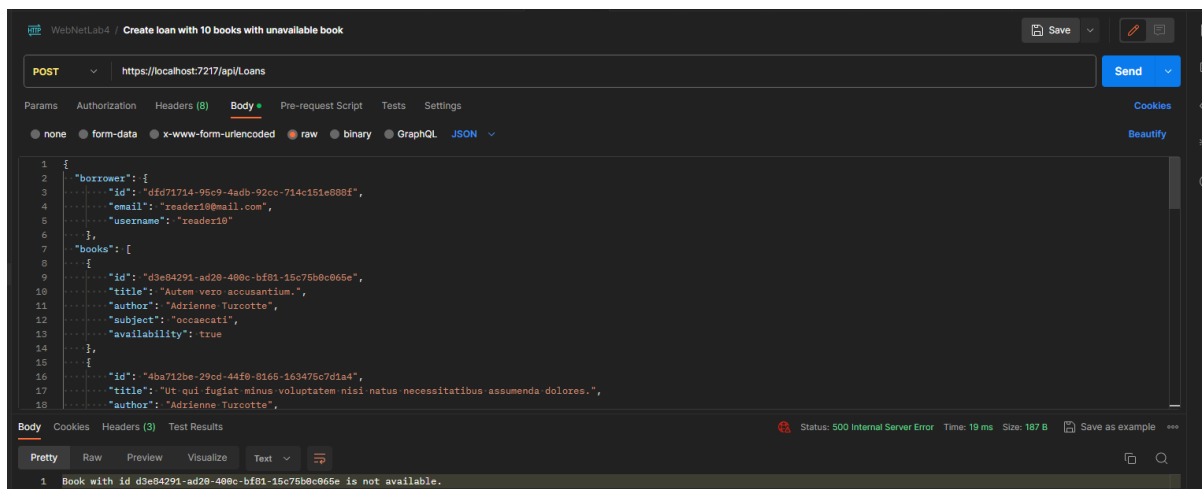 HTTP WebNetLab4 / Create loan with 10 books with unavailable book Save
POST https://localhost:7217/api/Loans Send
Params Authorization Headers (8) Body Pre-request Script Tests Settings Cookies
none form-data x-www-form-urlencoded raw binary GraphQL JSON Beautify
1 {
2 "borrower": {
3 "id": "dfd71714-95c9-4adb-92cc-714c151e888f",
4 "email": "reader10@mail.com",
5 "username": "reader10"
6 },
7 "books": [
8 {
9 "id": "d3e84291-ad20-400c-bf81-15c75b0c065e",
10 "title": "Autem vero accusantium.",
11 "author": "Adrienne Turcotte",
12 "subject": "occaecati",
13 "availability": true
14 },
15 {
16 "id": "4ba712be-29cd-44f0-8165-163475c7d1a4",
17 "title": "Ut qui fugiat minus voluptatem nisi natus necessitatibus assumenda dolores.",
18 "author": "Adrienne Turcotte",
Body Cookies Headers (3) Test Results Status: 500 Internal Server Error Time: 19 ms Size: 187 B Save as example
Pretty Raw Preview Visualize Text
1 Book with id d3e84291-ad20-400c-bf81-15c75b0c065e is not available.